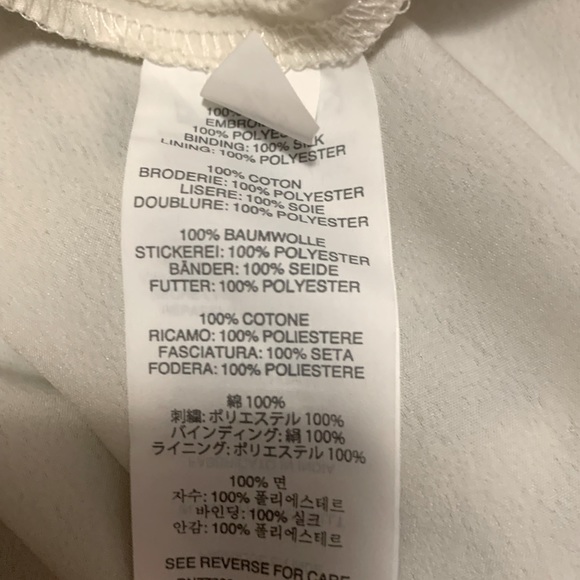 100%
100% POLYE
BINDING: 100% SILK
LINING: 100% POLYESTER
100% COTON
BRODERIE: 100% POLYESTER
LISERE: 100% SOIE
DOUBLURE: 100% POLYESTER
100% BAUMWOLLE
STICKEREI: 100% POLYESTER
BÄNDER: 100% SEIDE
FUTTER: 100% POLYESTER
100% COTONE
RICAMO: 100% POLIESTERE
FASCIATURA: 100% SETA
FODERA: 100% POLIESTERE
綿 100%
刺繍: ポリエステル 100%
バインディング: 絹 100%
ライニング: ポリエステル 100%
100% 면
자수: 100% 폴리에스테르
바인딩: 100% 실크
안감: 100% 폴리에스테르
SEE REVERSE FOR CARE